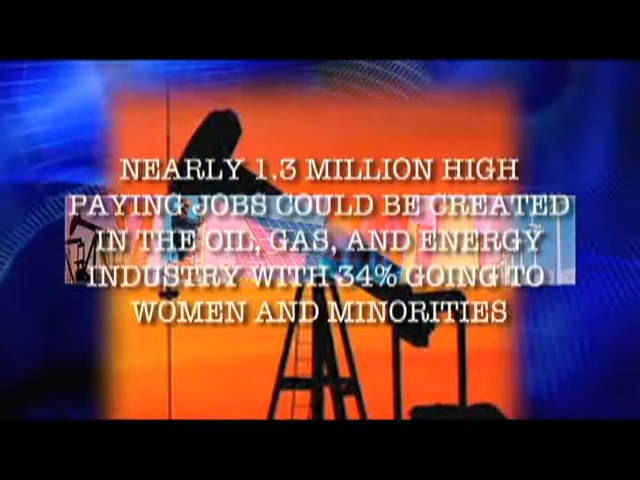 NEARLY 1.3 MILLION HIGH
PAYING JOBS COULD BE CREATED
IN THE OIL, GAS, AND ENERGY
INDUSTRY WITH 34% GOING TO
WOMEN AND MINORITIES